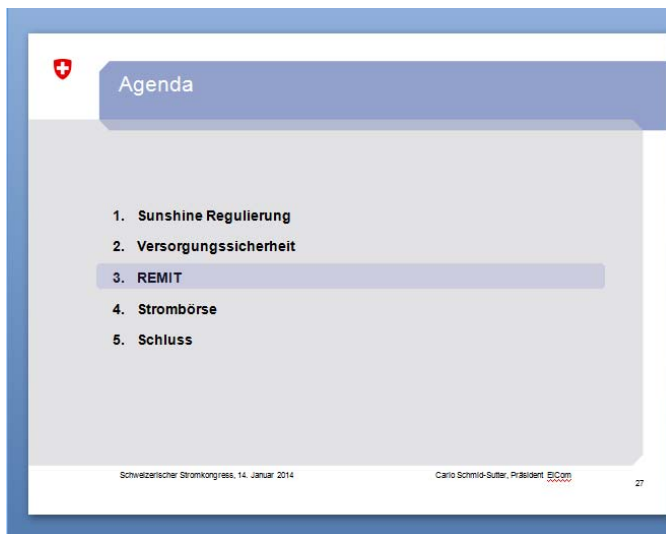 Agenda
1. Sunshine Regulierung
2. Versorgungssicherheit
3. REMIT
4. Strombörse
5. Schluss
Schweizerischer Stromkongress, 14. Januar 2014 Carlo Schmid-Sutter, Präsident ElCom 27